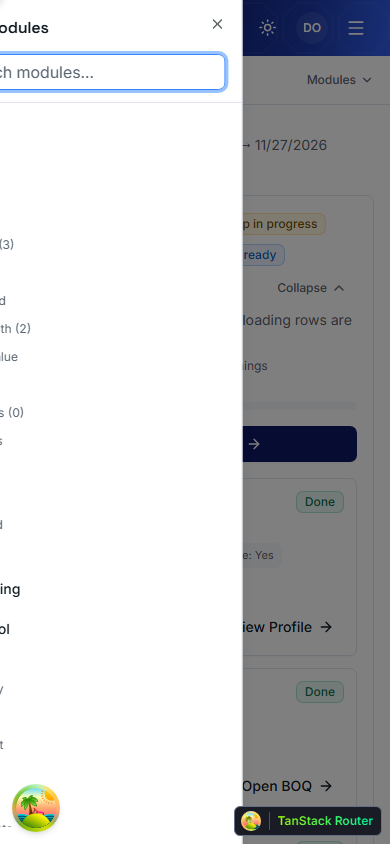 odules
DO
ch modules...
Modules
→ 11/27/2026
p in progress
ready
(3)
Collapse
d
loading rows are
th (2)
alue
ings
s (0)
s
→
Done
d
e: Yes
ing
ol
iew Profile →
y
Done
t
Open BOQ →
TanStack Router